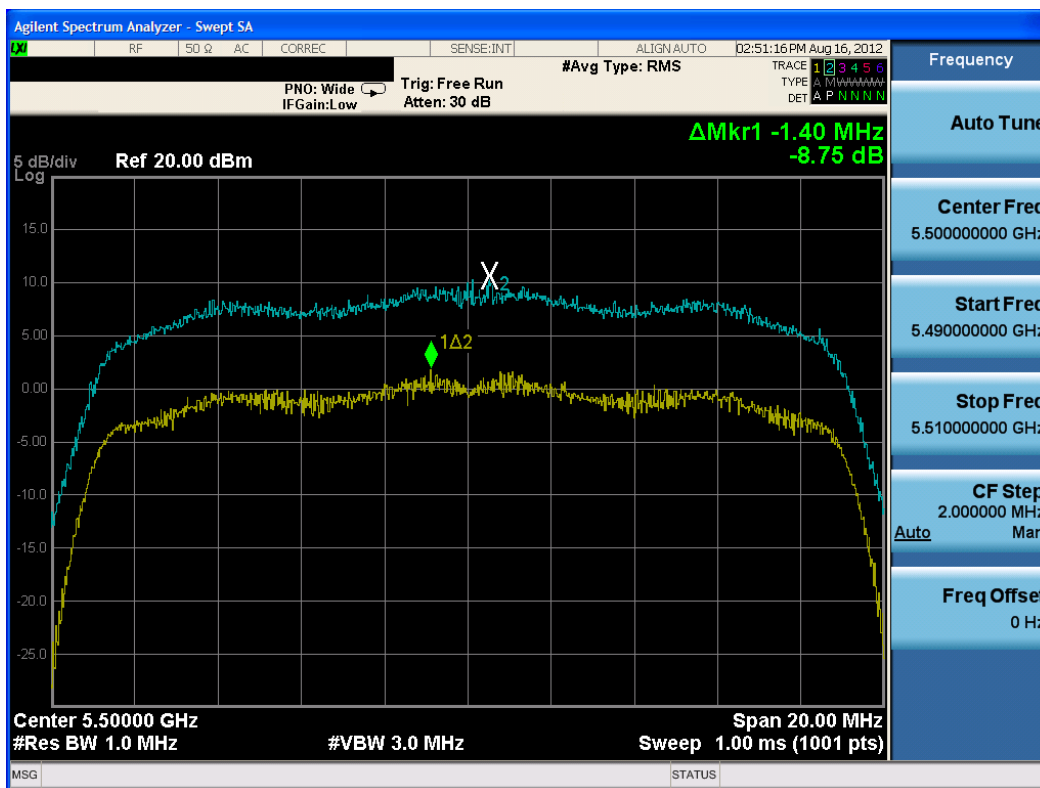 Agilent Spectrum Analyzer - Swept SA
LXI RF 50 Ω AC CORREC SENSE:INT ALIGN AUTO 02:51:16 PM Aug 16, 2012
#Avg Type: RMS
TRACE 1 2 3 4 5 6
PNO: Wide
Trig: Free Run
TYPE A M W W W W
IFGain:Low
Atten: 30 dB
DET A P N N N N
ΔMkr1 -1.40 MHz
-8.75 dB
5 dB/div Ref 20.00 dBm
Log
15.0
10.0
5.00
0.00
-5.00
-10.0
-15.0
-20.0
-25.0
X2
1Δ2
Center 5.50000 GHz Span 20.00 MHz
#Res BW 1.0 MHz #VBW 3.0 MHz Sweep 1.00 ms (1001 pts)
MSG STATUS
Frequency
Auto Tune
Center Freq
5.500000000 GHz
Start Freq
5.490000000 GHz
Stop Freq
5.510000000 GHz
CF Step
2.000000 MHz
Auto Man
Freq Offset
0 Hz